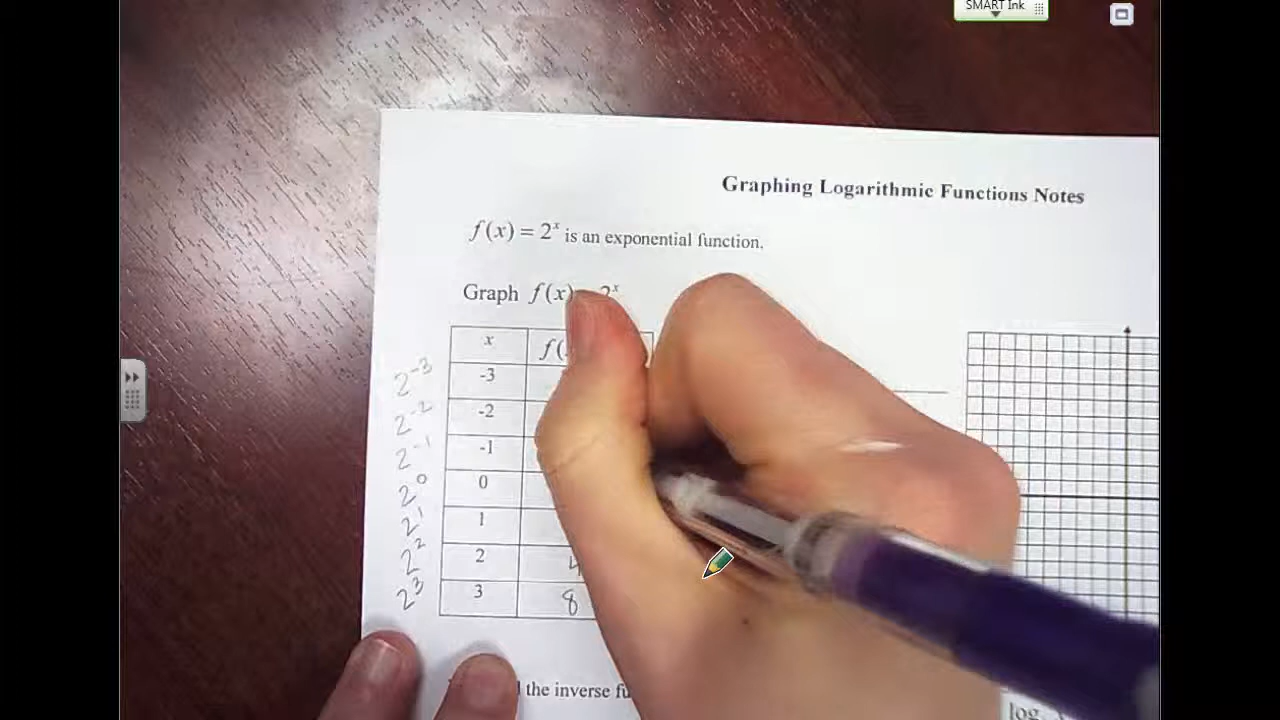 SMART Ink
Graphing Logarithmic Functions Notes
f(x) = 2^x is an exponential function.
Graph f(x) 2^x
x f(
2^-3 -3
2^-2 -2
2^-1 -1
2^0 0
2^1 1
2^2 2 4
2^3 3 8
the inverse
log